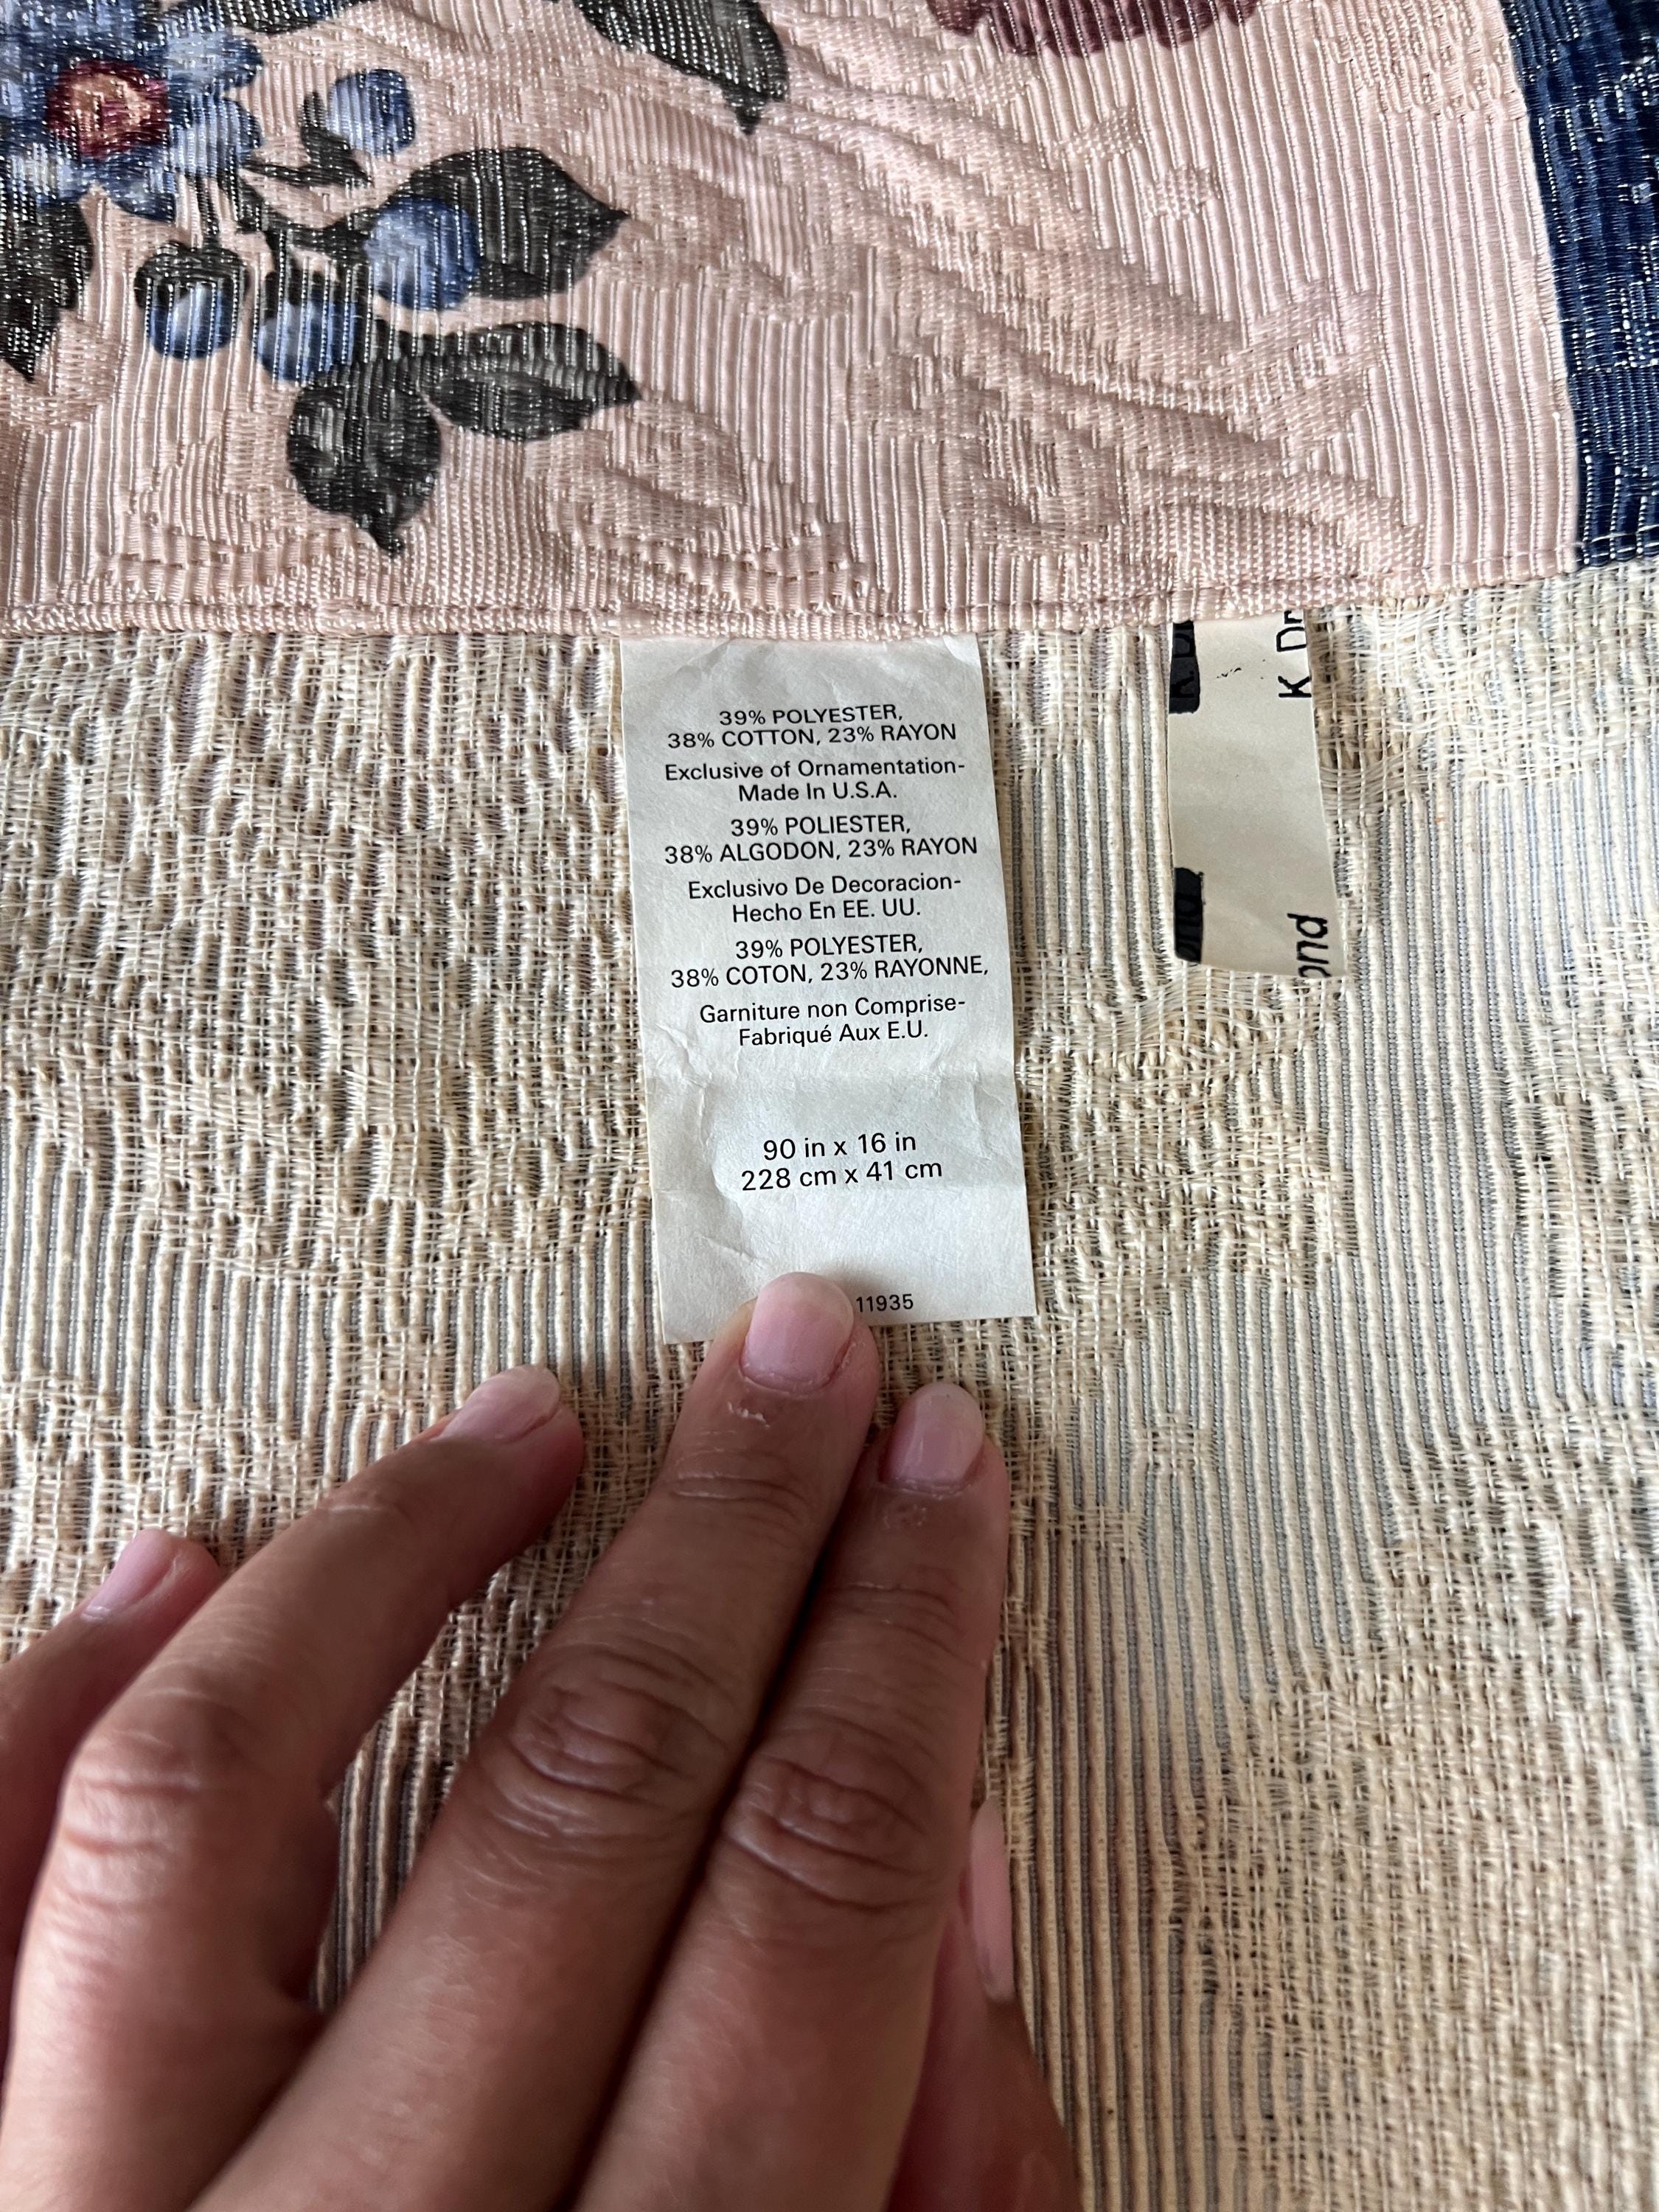 39% POLYESTER,
38% COTTON, 23% RAYON
Exclusive of Ornamentation-
Made In U.S.A.
39% POLIESTER,
38% ALGODON, 23% RAYON
Exclusivo De Decoracion-
Hecho En EE. UU.
39% POLYESTER,
38% COTON, 23% RAYONNE,
Garniture non Comprise-
Fabriqué Aux E.U.
90 in x 16 in
228 cm x 41 cm
11935
K Dr
ond